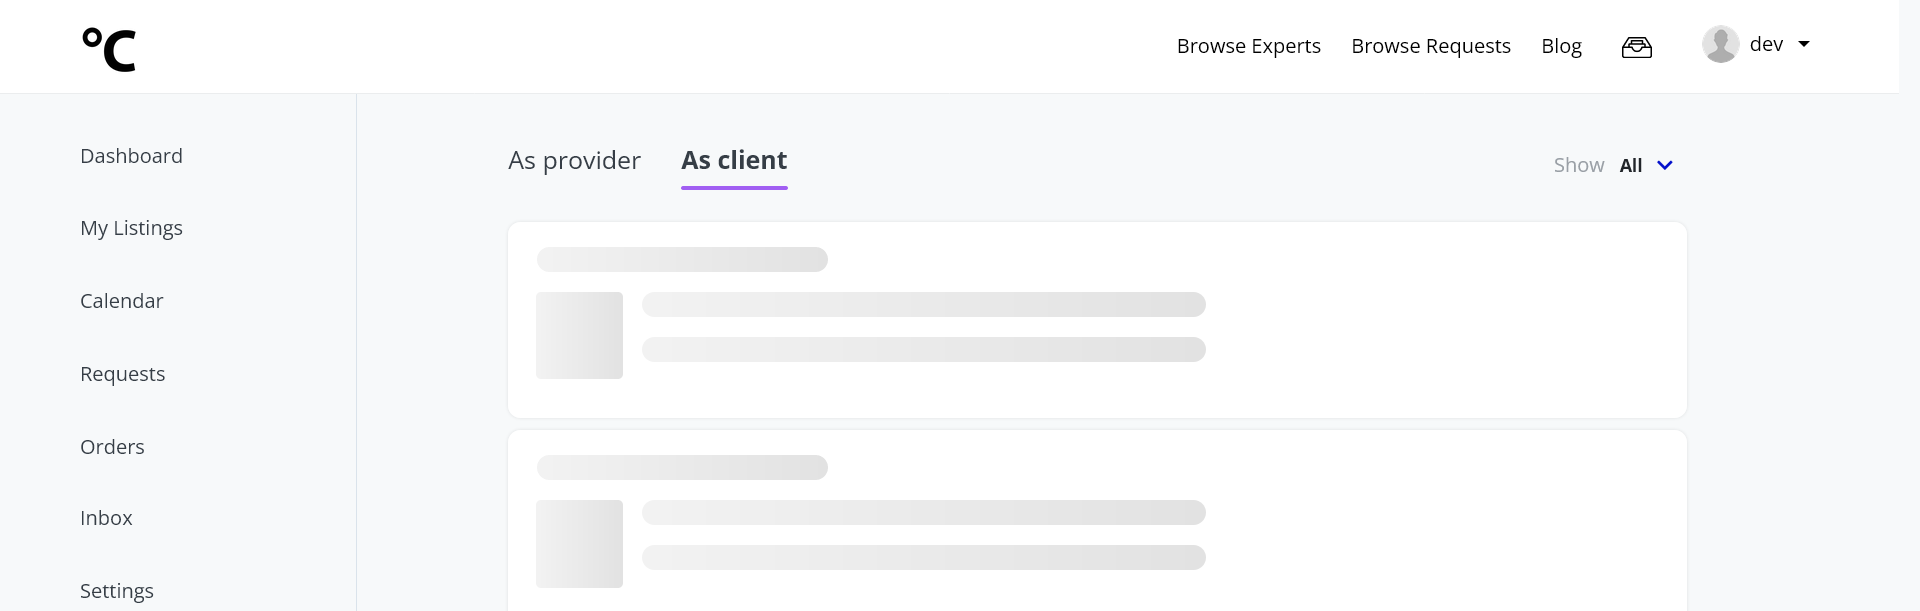 °C
Browse Experts
Browse Requests
Blog
dev
Dashboard
My Listings
Calendar
Requests
Orders
Inbox
Settings
As provider
As client
Show All